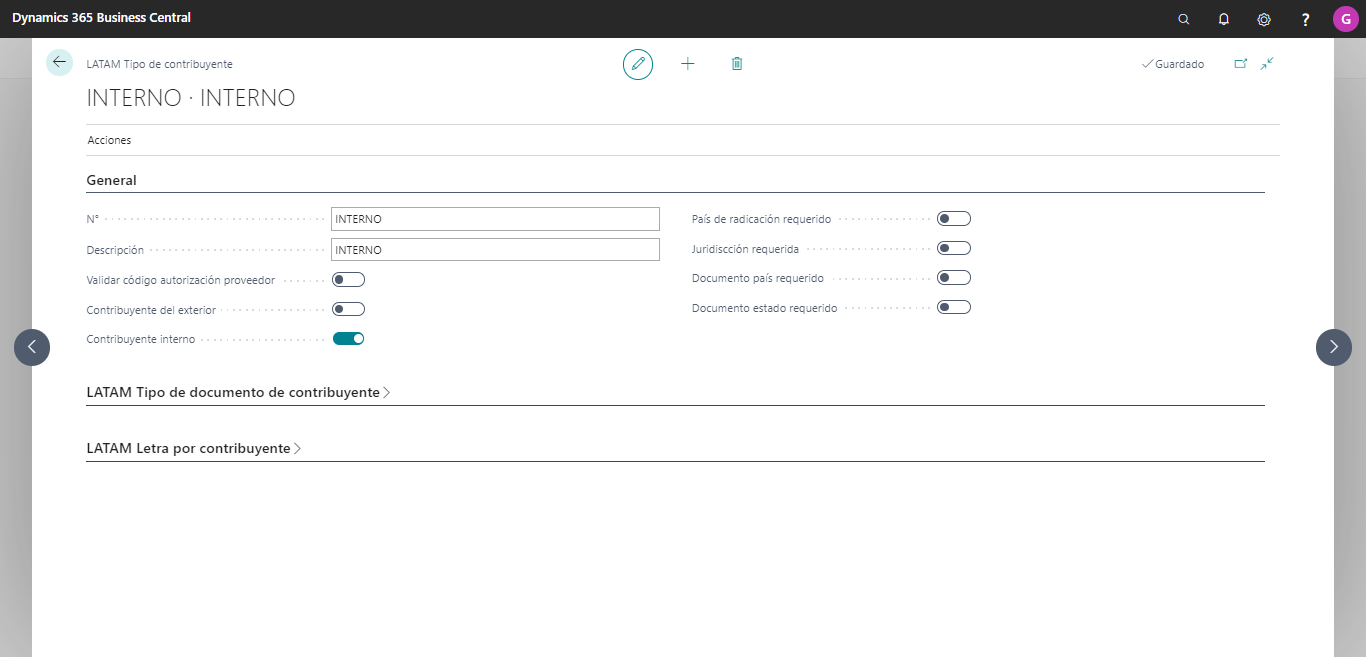 Dynamics 365 Business Central
?
G
LATAM Tipo de contribuyente
Guardado
INTERNO · INTERNO
Acciones
General
N°
INTERNO
Descripción
INTERNO
Validar código autorización proveedor
Contribuyente del exterior
Contribuyente interno
País de radicación requerido
Juridiscción requerida
Documento país requerido
Documento estado requerido
LATAM Tipo de documento de contribuyente
LATAM Letra por contribuyente